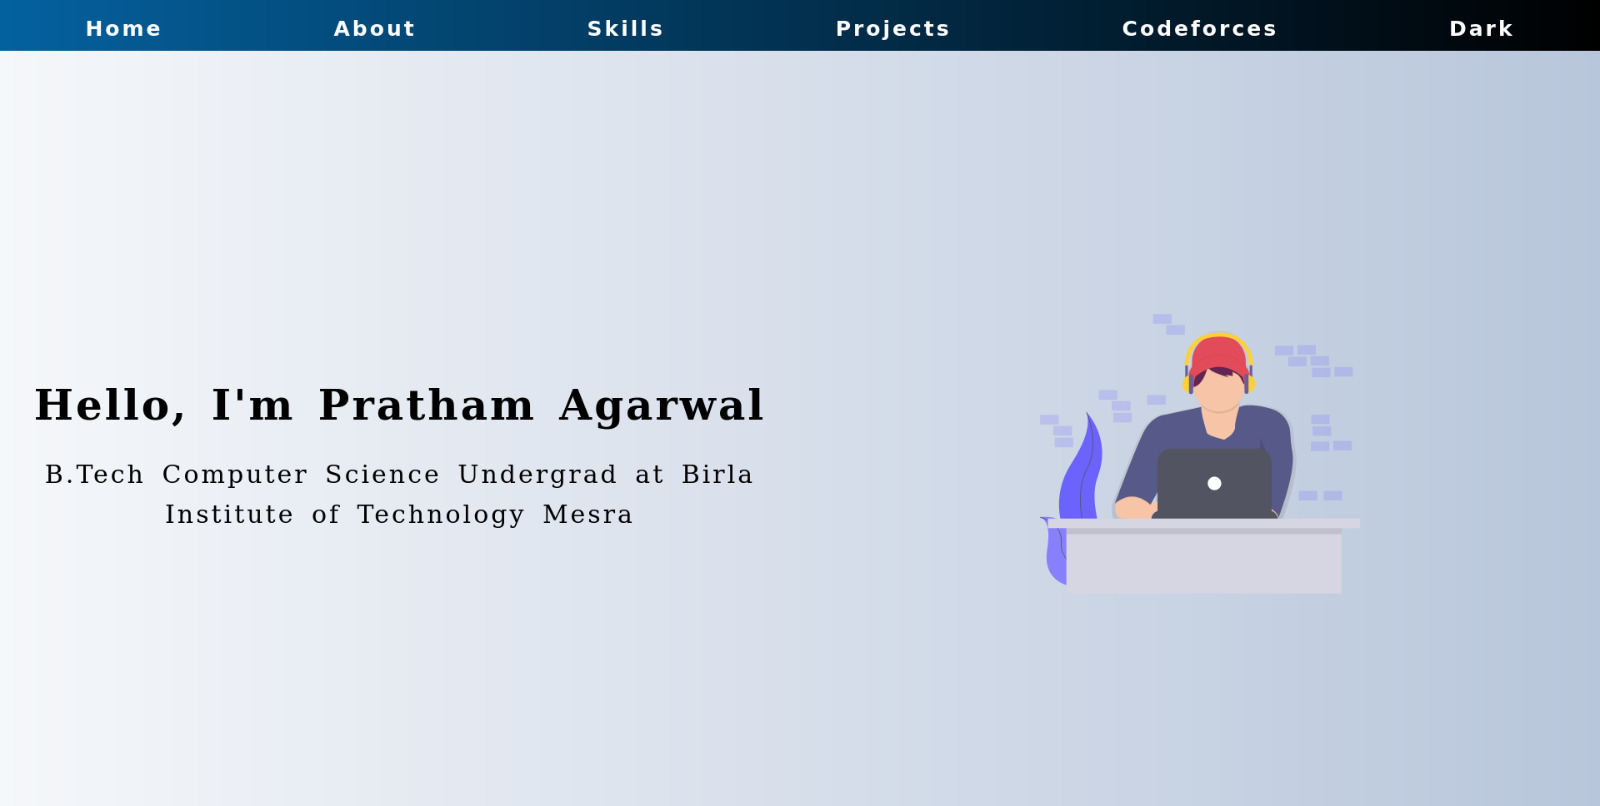 Home About Skills Projects Codeforces Dark
Hello, I'm Pratham Agarwal
B.Tech Computer Science Undergrad at Birla
Institute of Technology Mesra